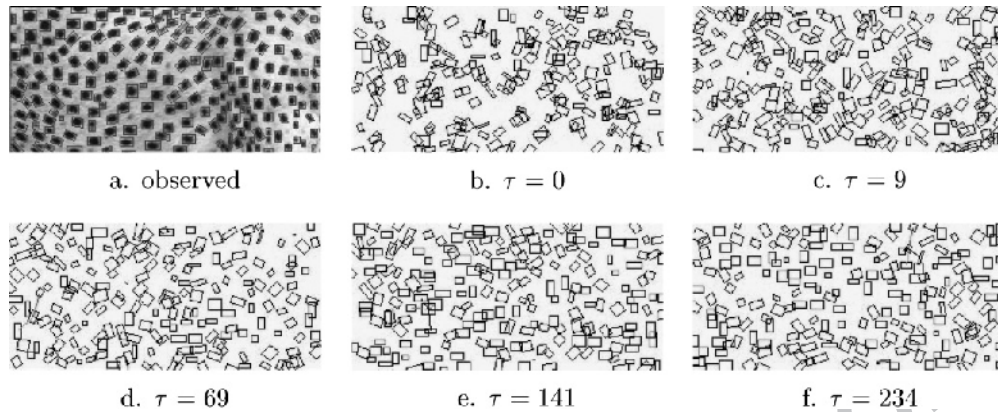 a. observed
b. τ = 0
c. τ = 9
d. τ = 69
e. τ = 141
f. τ = 234